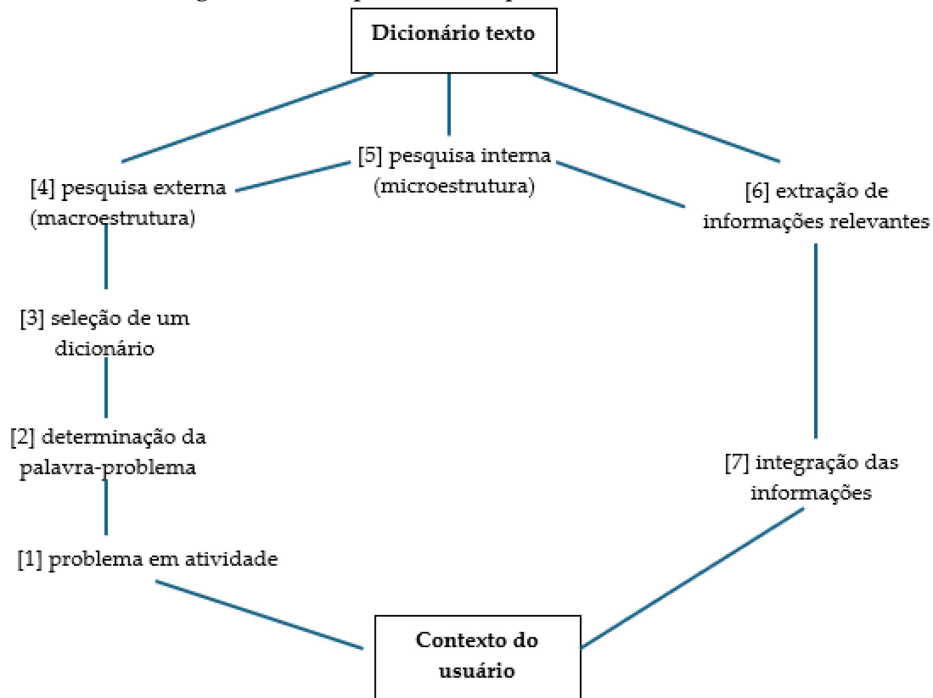 Dicionário texto
[5] pesquisa interna
(microestrutura)
[4] pesquisa externa
(macroestrutura)
[6] extração de
informações relevantes
[3] seleção de um
dicionário
[2] determinação da
palavra-problema
[7] integração das
informações
[1] problema em atividade
Contexto do
usuário